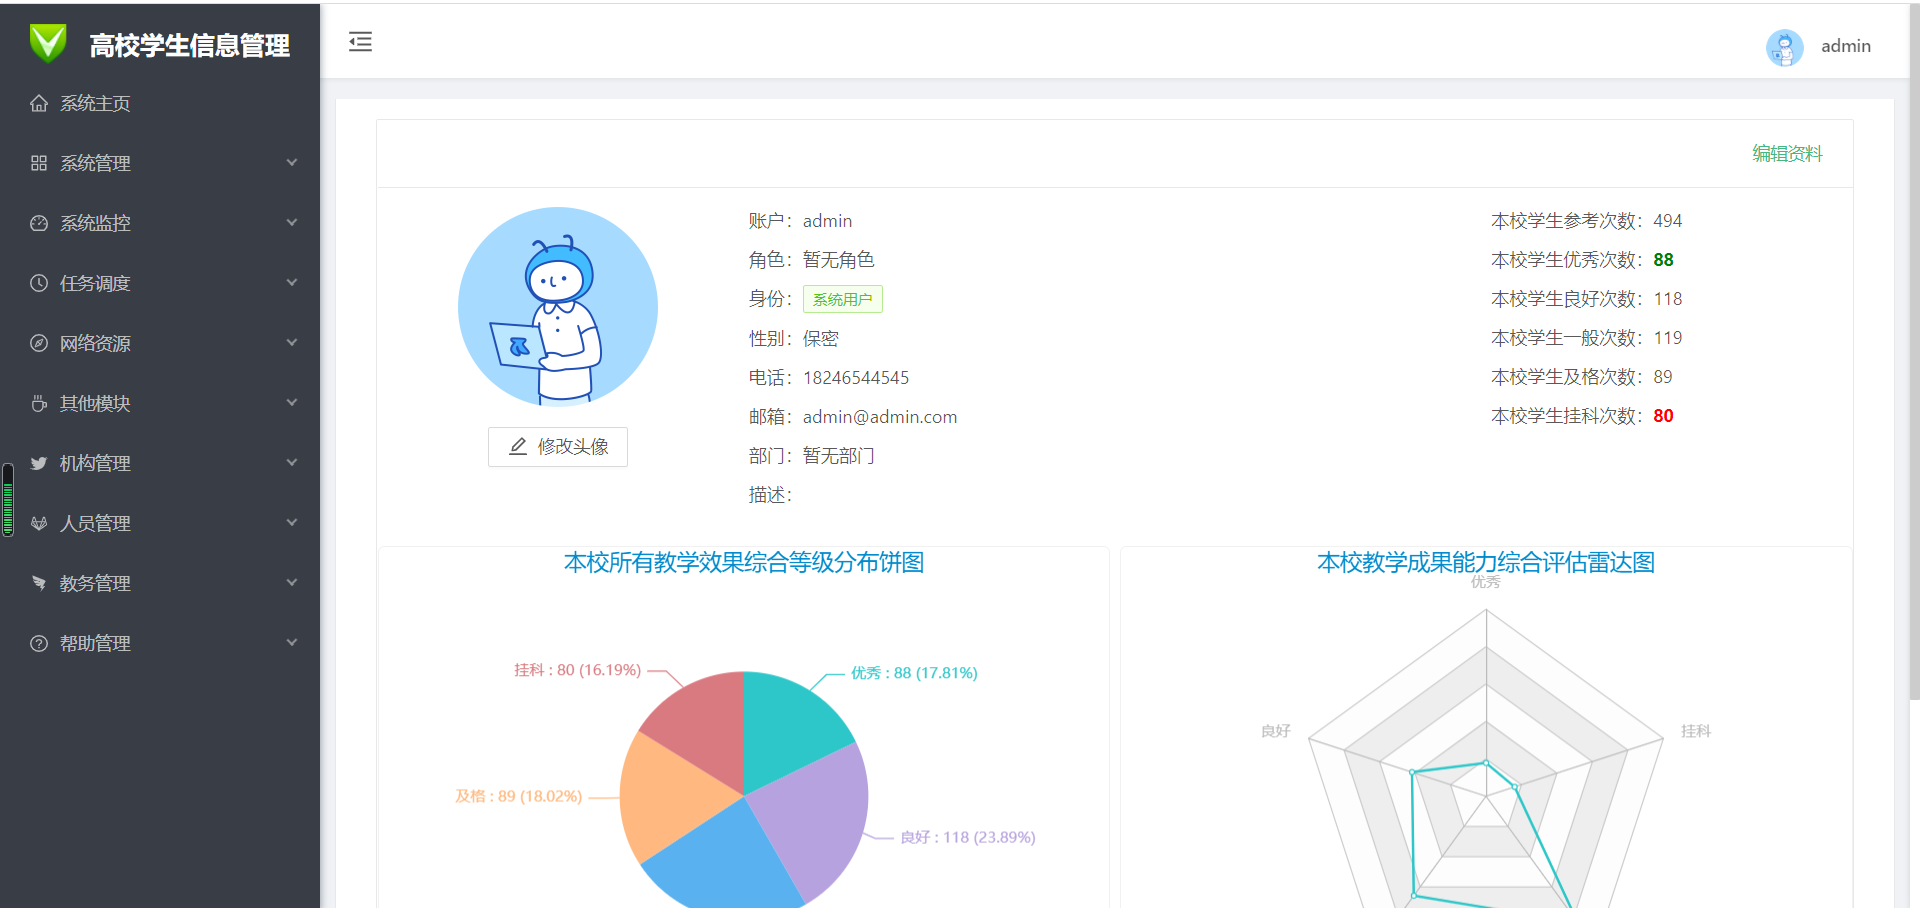 高校学生信息管理
admin
系统主页
系统管理
系统监控
任务调度
网络资源
其他模块
机构管理
人员管理
教务管理
帮助管理
编辑资料
修改头像
账户：admin
角色：暂无角色
身份：系统用户
性别：保密
电话：18246544545
邮箱：admin@admin.com
部门：暂无部门
描述：
本校学生参考次数：494
本校学生优秀次数：88
本校学生良好次数：118
本校学生一般次数：119
本校学生及格次数：89
本校学生挂科次数：80
本校所有教学效果综合等级分布饼图
挂科 : 80 (16.19%)
优秀 : 88 (17.81%)
及格 : 89 (18.02%)
良好 : 118 (23.89%)
本校教学成果能力综合评估雷达图
优秀
良好
挂科